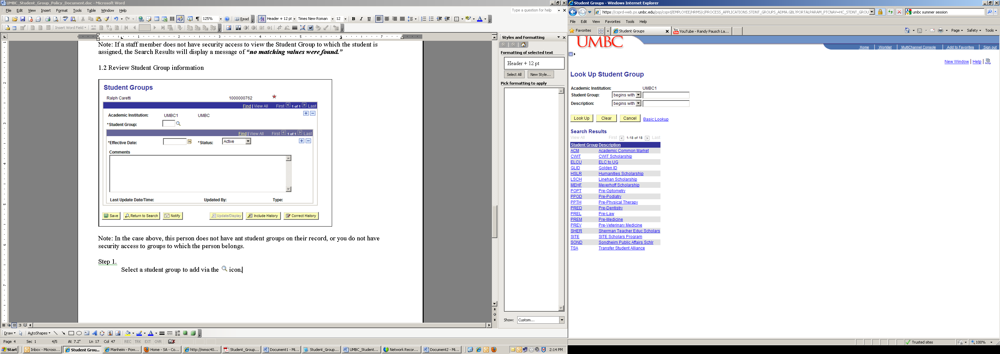 UMBC_Student_Group_Policy_Document.doc - Microsoft Word
File Edit View Insert Format Tools Table Window Help
Type a question for help
125%
Read
Header + 12 pt
Times New Roman
12
B I U
Insert Word Field
1 2 3 4 5 6 7
Note: If a staff member does not have security access to view the Student Group to which the student is
assigned, the Search Results will display a message of “no matching values were found.”
1.2 Review Student Group information
Student Groups
Ralph Caretti 1000000762
Find | View All First 1 of 1 Last
Academic Institution: UMBC1 UMBC
*Student Group:
Find | View All First 1 of 1 Last
*Effective Date: *Status: Active
Comments
Last Update Date/Time: Updated By: Type:
Save Return to Search Notify Update/Display Include History Correct History
Note: In the case above, this person does not have ant student groups on their record, or you do not have
security access to groups to which the person belongs.
Step 1.
Select a student group to add via the icon.
Styles and Formatting
Formatting of selected text
Header + 12 pt
Select All New Style...
Pick formatting to apply
Show: Custom...
Draw AutoShapes
Page 4 Sec 1 4/5 At 7.2" Ln 17 Col 47 REC TRK EXT OVR
Start Inbox - Microso... Student Grou... Manheim - Pow... Home - SA - Co... http://mmsc40... Student_Group... Document1 - Mi... Student_Group... UMBC_Student... Network Recor... Document2 - Mi... 2:14 PM
Student Groups - Windows Internet Explorer
https://csprd-web.ps.umbc.edu/psp/csprd/EMPLOYEE/HRMS/c/PROCESS_APPLICATIONS.STDNT_GROUPS_ADMA.GBL?PORTALPARAM_PTCNAV=HC_STDNT_GROU
umbc summer session
File Edit View Favorites Tools Help
Favorites Student Groups YouTube - Randy Pausch La... Page Safety Tools
UMBC
Home Worklist MultiChannel Console Add to Favorites Sign out
New Window | Help | http
Look Up Student Group
Academic Institution: UMBC1
Student Group: begins with
Description: begins with
Look Up Clear Cancel Basic Lookup
Search Results
View All First 1-18 of 18 Last
Student Group Description
ACM Academic Common Market
CWIT CWIT Scholarship
ELCU ELC to UG
GLID Golden ID
HSLR Humanities Scholarship
LSCH Linehan Scholarship
MEHF Meyerhoff Scholarship
POPT Pre-Optometry
PPOD Pre-Podiatry
PPTH Pre-Physical Therapy
PRED Pre-Dentistry
PREL Pre-Law
PREM Pre-Medicine
PREV Pre-Veterinary Medicine
SHER Sherman Teacher Educ Scholars
SITE SITE Scholars Program
SOND Sondheim Public Affairs Schlr
TSA Transfer Student Alliance
Trusted sites 100%